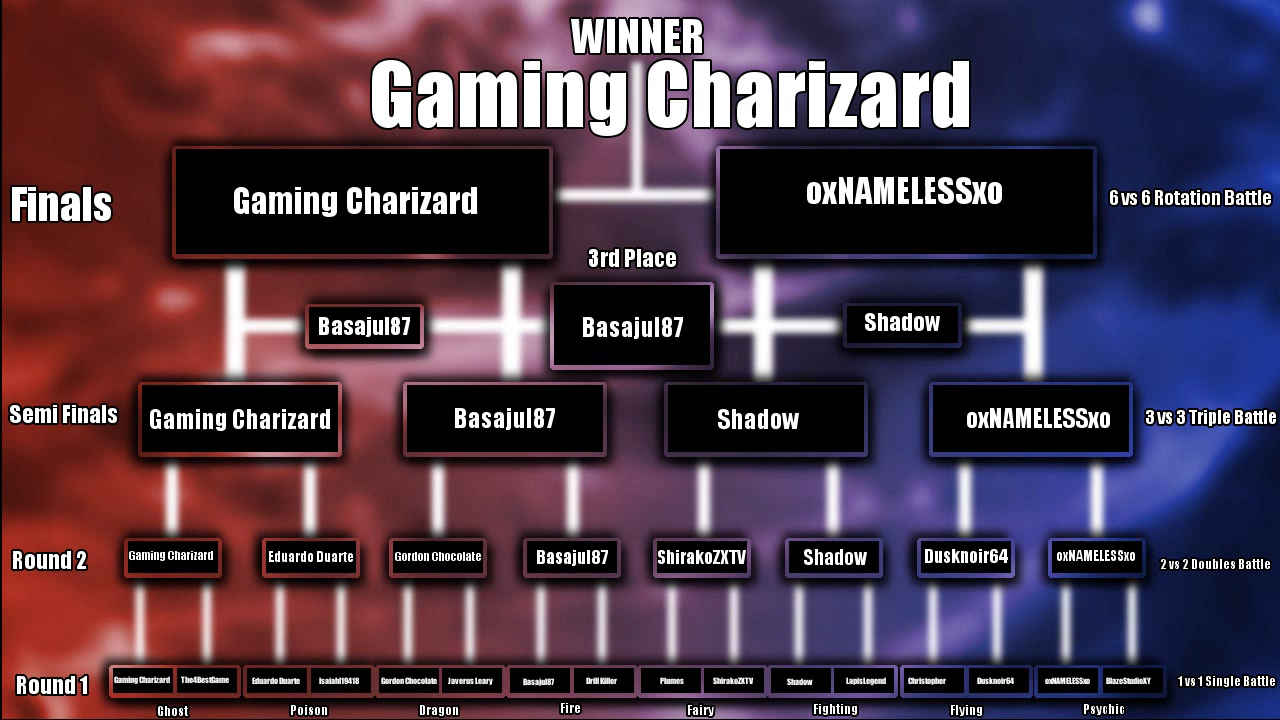 WINNER
Gaming Charizard
Finals
Gaming Charizard
oxNAMELESSxo
6 vs 6 Rotation Battle
3rd Place
Basajul87
Basajul87
Shadow
Semi Finals
Gaming Charizard
Basajul87
Shadow
oxNAMELESSxo
3 vs 3 Triple Battle
Round 2
Gaming Charizard
Eduardo Duarte
Gordon Chocolate
Basajul87
ShirakoZXTV
Shadow
Dusknoir64
oxNAMELESSxo
2 vs 2 Doubles Battle
Round 1
Gaming Charizard
The4BestGame
Eduardo Duarte
Isaiahl19418
Gordon Chocolate
Javerus Leary
Basajul87
Drill Killer
Plumes
ShirakoZXTV
Shadow
LapisLegend
Christopher
Dusknoir64
oxNAMELESSxo
BlazeStudioXY
1 vs 1 Single Battle
Ghost
Poison
Dragon
Fire
Fairy
Fighting
Flying
Psychic